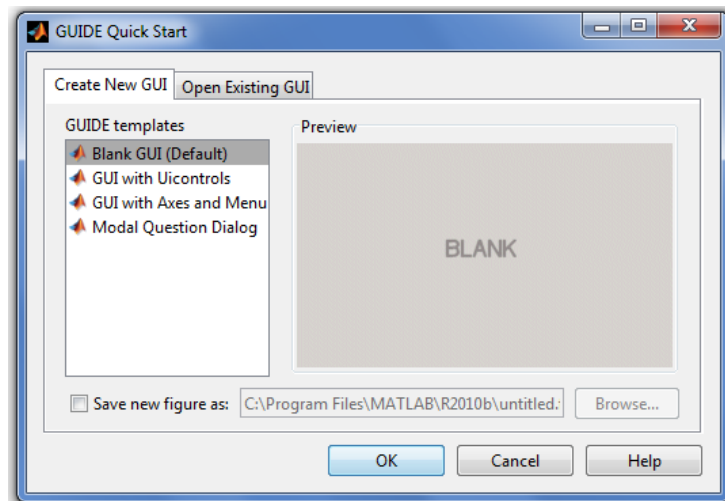 GUIDE Quick Start
Create New GUI
Open Existing GUI
GUIDE templates
Preview
Blank GUI (Default)
GUI with Uicontrols
GUI with Axes and Menu
Modal Question Dialog
BLANK
Save new figure as:
C:\Program Files\MATLAB\R2010b\untitled.
Browse...
OK
Cancel
Help